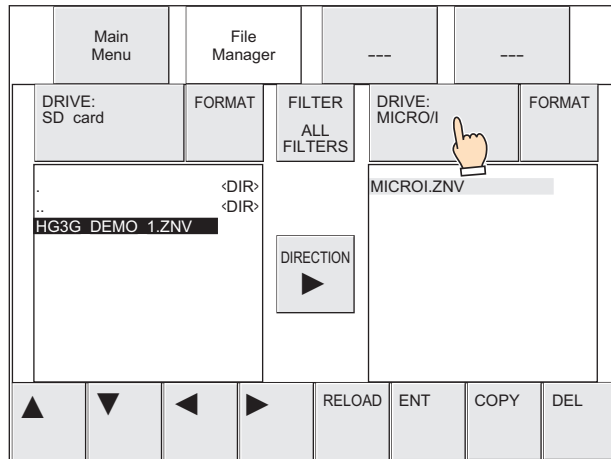 Main
Menu
File
Manager
---
---
DRIVE:
SD card
FORMAT
FILTER
ALL
FILTERS
DRIVE:
MICRO/I
FORMAT
. <DIR>
.. <DIR>
HG3G DEMO 1.ZNV
MICROI.ZNV
DIRECTION
RELOAD
ENT
COPY
DEL